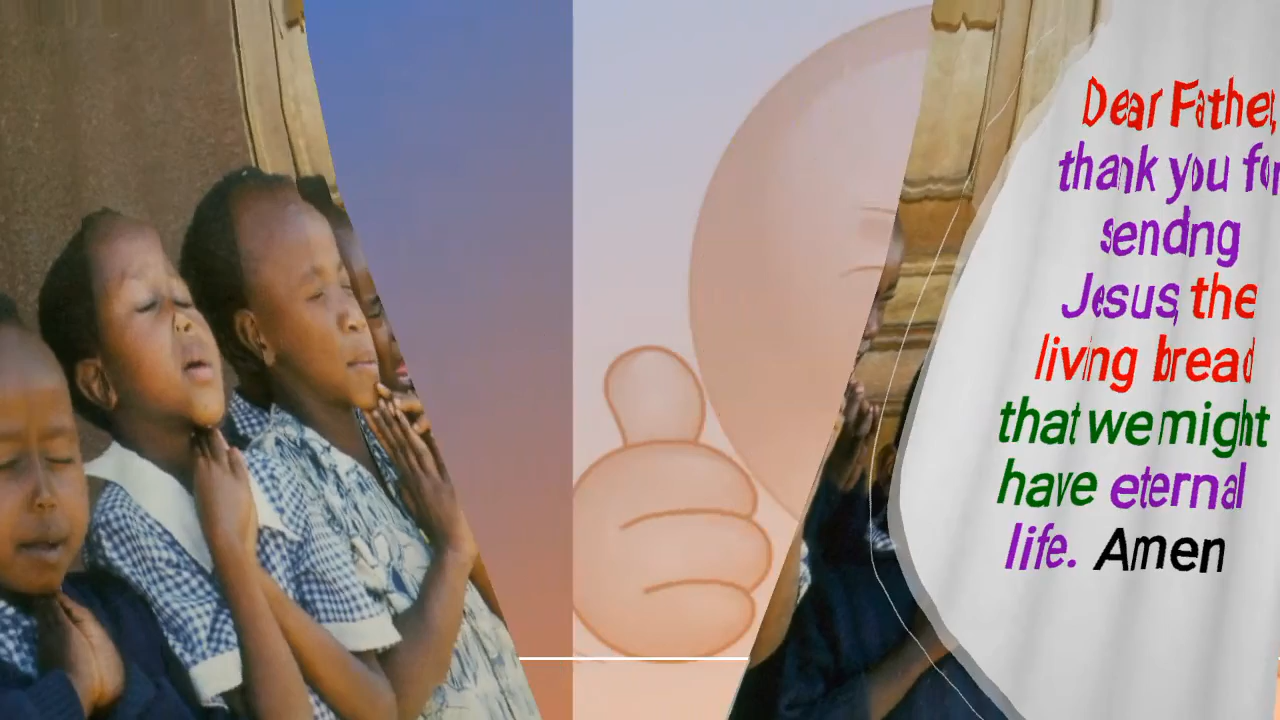 Dear Father,
thank you for
sendng
Jesus, the
living bread
that we might
have eternal
life. Amen